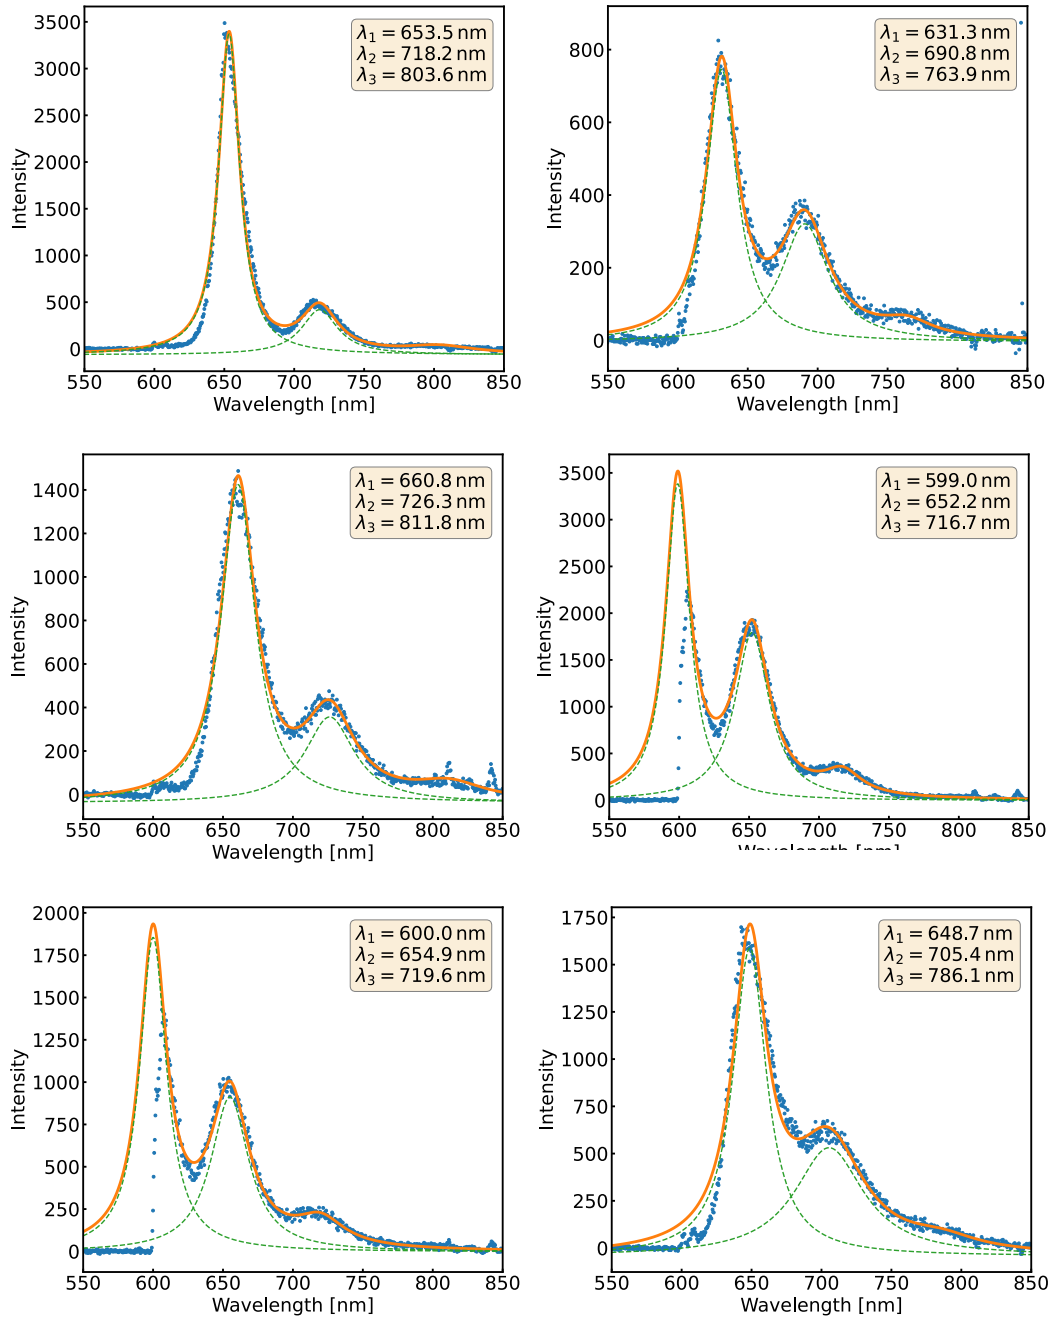 λ₁ = 653.5 nm
λ₂ = 718.2 nm
λ₃ = 803.6 nm
3500
3000
2500
2000
1500
1000
500
0
Intensity
550 600 650 700 750 800 850
Wavelength [nm]
λ₁ = 631.3 nm
λ₂ = 690.8 nm
λ₃ = 763.9 nm
800
600
400
200
0
Intensity
550 600 650 700 750 800 850
Wavelength [nm]
λ₁ = 660.8 nm
λ₂ = 726.3 nm
λ₃ = 811.8 nm
1400
1200
1000
800
600
400
200
0
Intensity
550 600 650 700 750 800 850
Wavelength [nm]
λ₁ = 599.0 nm
λ₂ = 652.2 nm
λ₃ = 716.7 nm
3500
3000
2500
2000
1500
1000
500
0
Intensity
550 600 650 700 750 800 850
Wavelength [nm]
λ₁ = 600.0 nm
λ₂ = 654.9 nm
λ₃ = 719.6 nm
2000
1750
1500
1250
1000
750
500
250
0
Intensity
550 600 650 700 750 800 850
Wavelength [nm]
λ₁ = 648.7 nm
λ₂ = 705.4 nm
λ₃ = 786.1 nm
1750
1500
1250
1000
750
500
250
0
Intensity
550 600 650 700 750 800 850
Wavelength [nm]